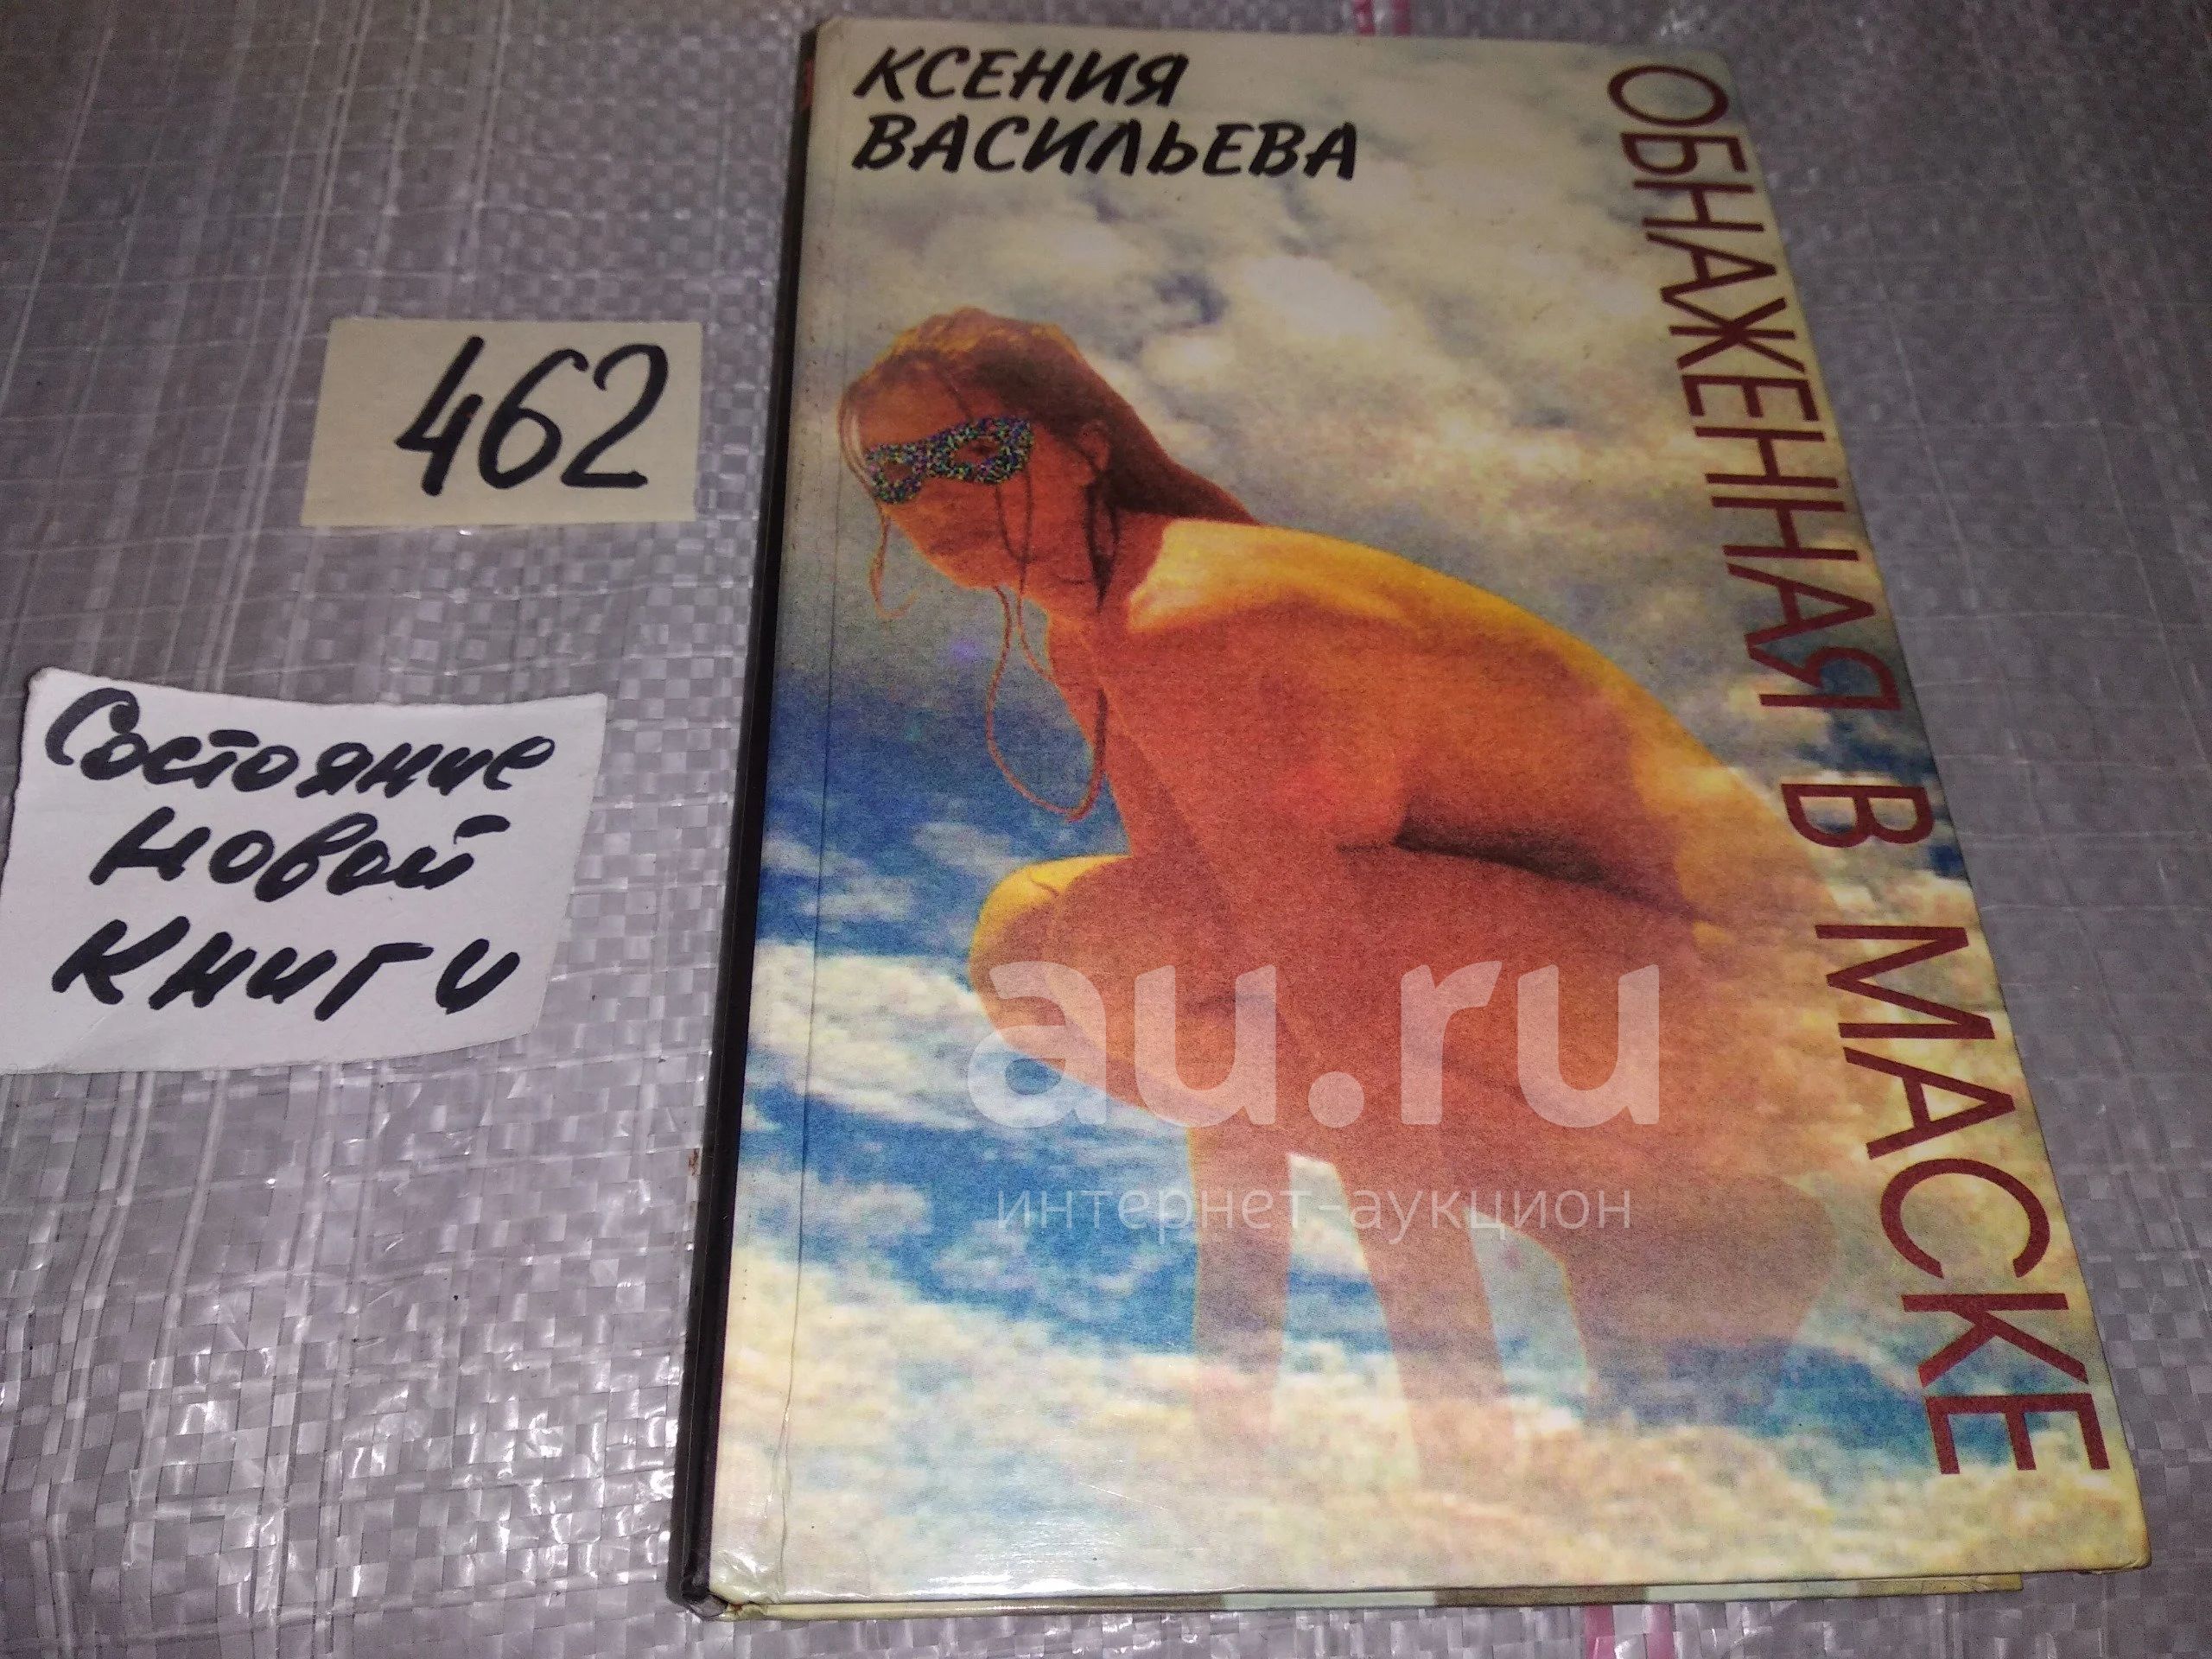 КСЕНИЯ
ВАСИЛЬЕВА
ОБНАЖЕННАЯ В МАСКЕ
462
Состояние
новой
книги
au.ru
интернет-аукцион